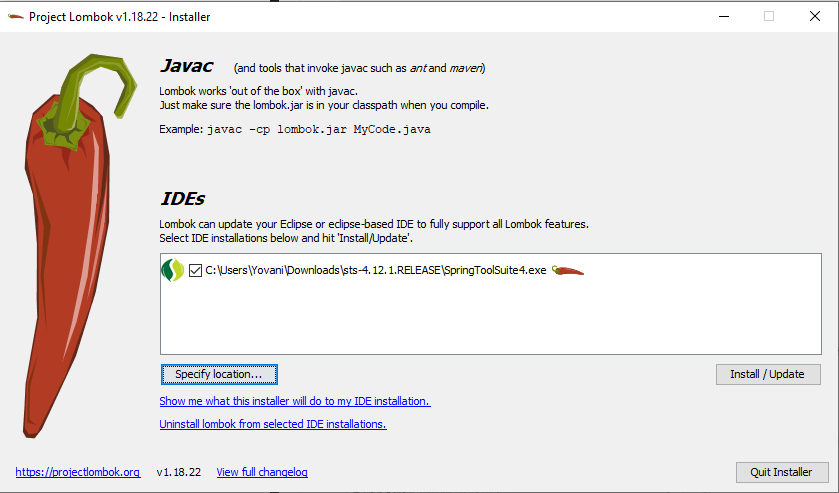 Project Lombok v1.18.22 - Installer
Javac (and tools that invoke javac such as ant and maven)
Lombok works 'out of the box' with javac.
Just make sure the lombok.jar is in your classpath when you compile.
Example: javac -cp lombok.jar MyCode.java
IDEs
Lombok can update your Eclipse or eclipse-based IDE to fully support all Lombok features.
Select IDE installations below and hit 'Install/Update'.
C:\Users\Yovani\Downloads\sts-4.12.1.RELEASE\SpringToolSuite4.exe
Specify location... Install / Update
Show me what this installer will do to my IDE installation.
Uninstall lombok from selected IDE installations.
https://projectlombok.org v1.18.22 View full changelog Quit Installer